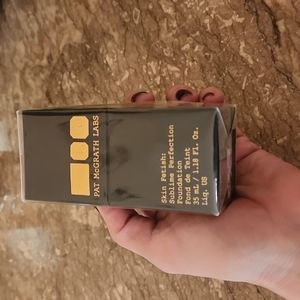 PAT McGRATH LABS
Skin Fetish:
Sublime Perfection
Foundation
Fond de Teint
35 mL / 1.18 Fl. Oz.
Liq. US